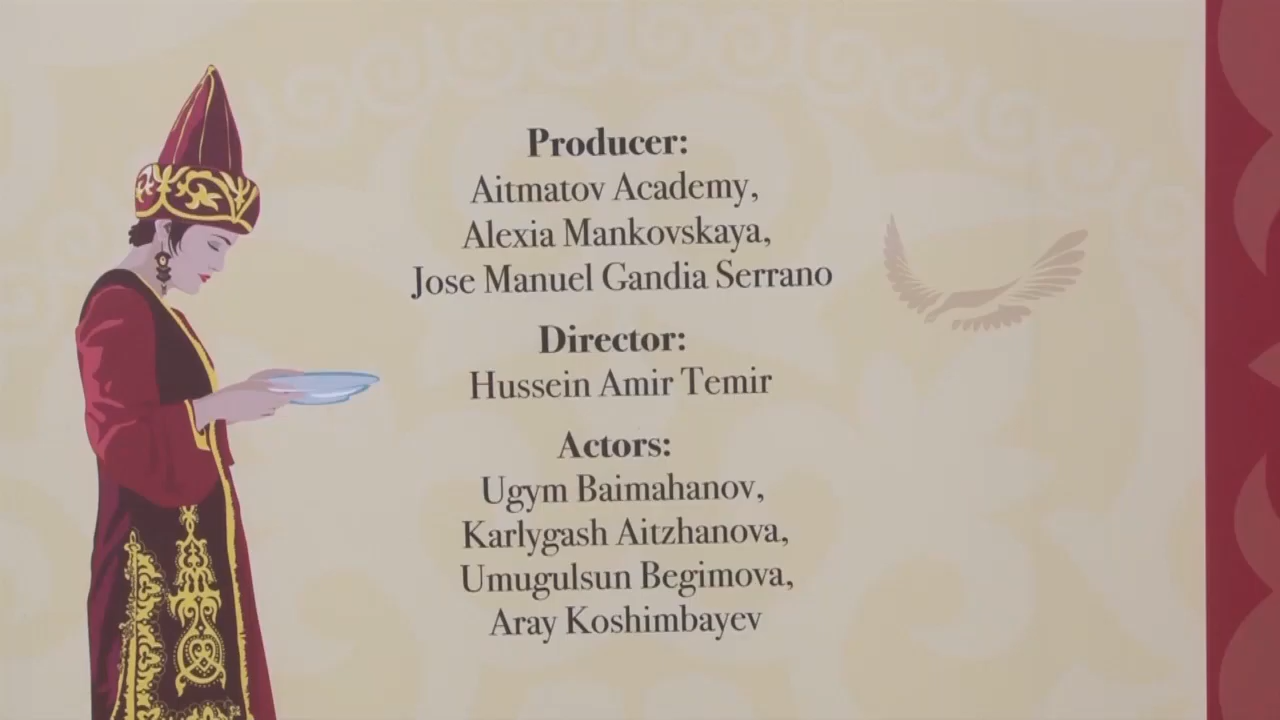 Producer:
Aitmatov Academy,
Alexia Mankovskaya,
Jose Manuel Gandia Serrano
Director:
Hussein Amir Temir
Actors:
Ugym Baimahanov,
Karlygash Aitzhanova,
Umugulsun Begimova,
Aray Koshimbayev